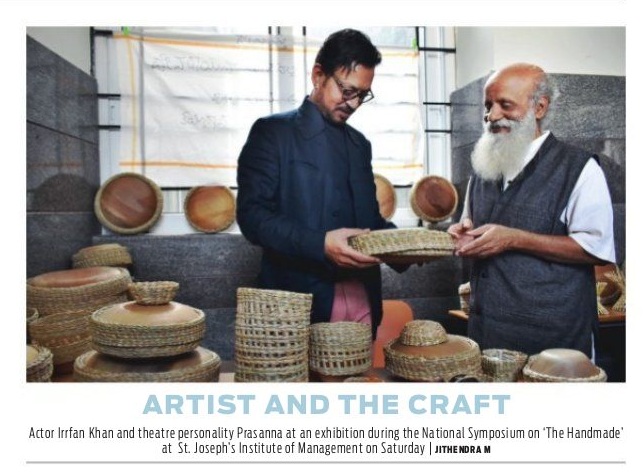 ARTIST AND THE CRAFT
Actor Irrfan Khan and theatre personality Prasanna at an exhibition during the National Symposium on ‘The Handmade’
at St. Joseph’s Institute of Management on Saturday | JITHENDRA M